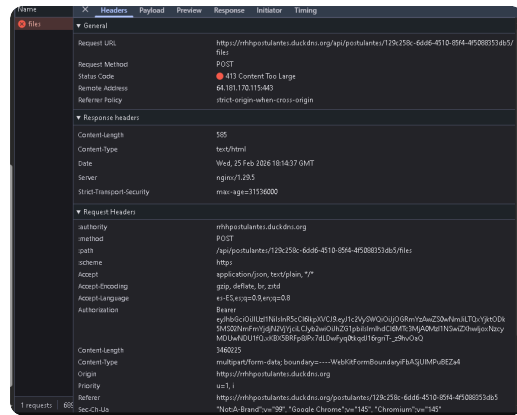 Name
Headers Payload Preview Response Initiator Timing
files
General
Request URL https://rrhhpostulantes.duckdns.org/api/postulantes/129c258c-6dd6-4510-85f4-4f5088353db5/
files
Request Method POST
Status Code 413 Content Too Large
Remote Address 64.181.170.115:443
Referrer Policy strict-origin-when-cross-origin
Response headers
Content-Length 585
Content-Type text/html
Date Wed, 25 Feb 2026 18:14:37 GMT
Server nginx/1.29.5
Strict-Transport-Security max-age=31536000
Request Headers
:authority rrhhpostulantes.duckdns.org
:method POST
:path /api/postulantes/129c258c-6dd6-4510-85f4-4f5088353db5/files
:scheme https
Accept application/json, text/plain, */*
Accept-Encoding gzip, deflate, br, zstd
Accept-Language es-ES,es;q=0.9,en;q=0.8
Authorization Bearer
Content-Length 3460225
Content-Type multipart/form-data;
Origin https://rrhhpostulantes.duckdns.org
Priority u=1, i
Referer https://rrhhpostulantes.duckdns.org/postulantes/129c258c-6dd6-4510-85f4-4f5088353db5
1 requests
Sec-Ch-Ua "Not:A-Brand";v="99", "Google Chrome";v="145", "Chromium";v="145"